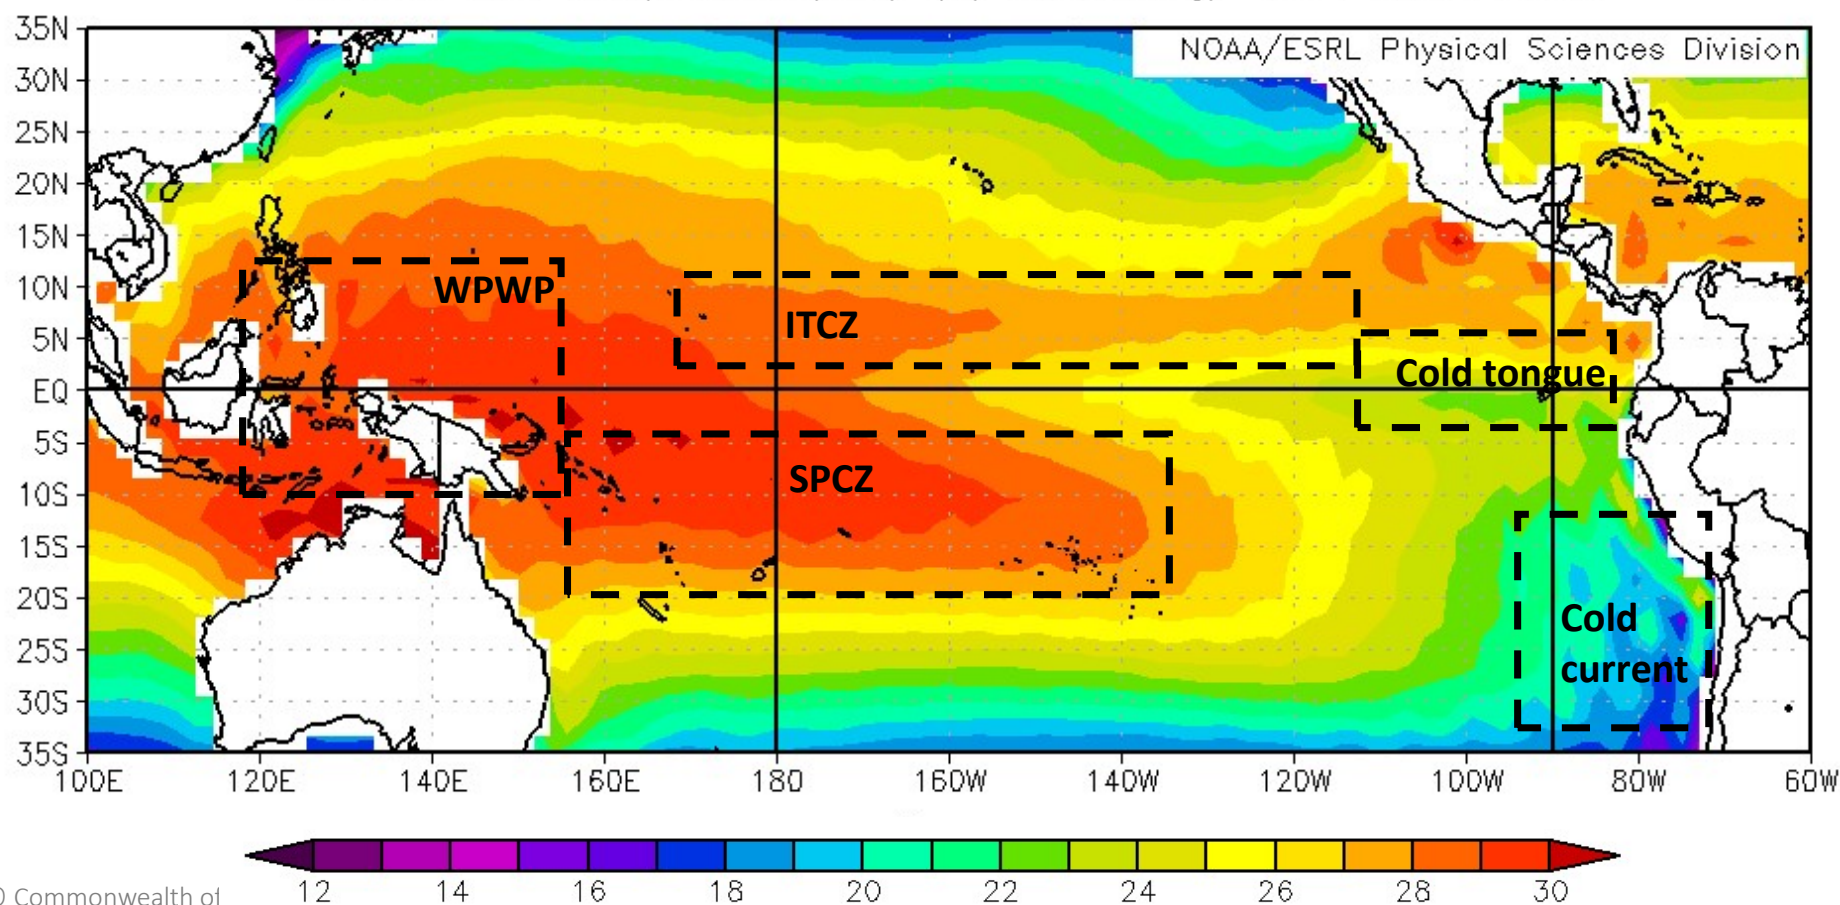 NOAA/ESRL Physical Sciences Division
35N
30N
25N
20N
15N
10N
5N
EQ
5S
10S
15S
20S
25S
30S
35S
WPWP
ITCZ
Cold tongue
SPCZ
Cold
current
100E 120E 140E 160E 180 160W 140W 120W 100W 80W 60W
12 14 16 18 20 22 24 26 28 30
Commonwealth of